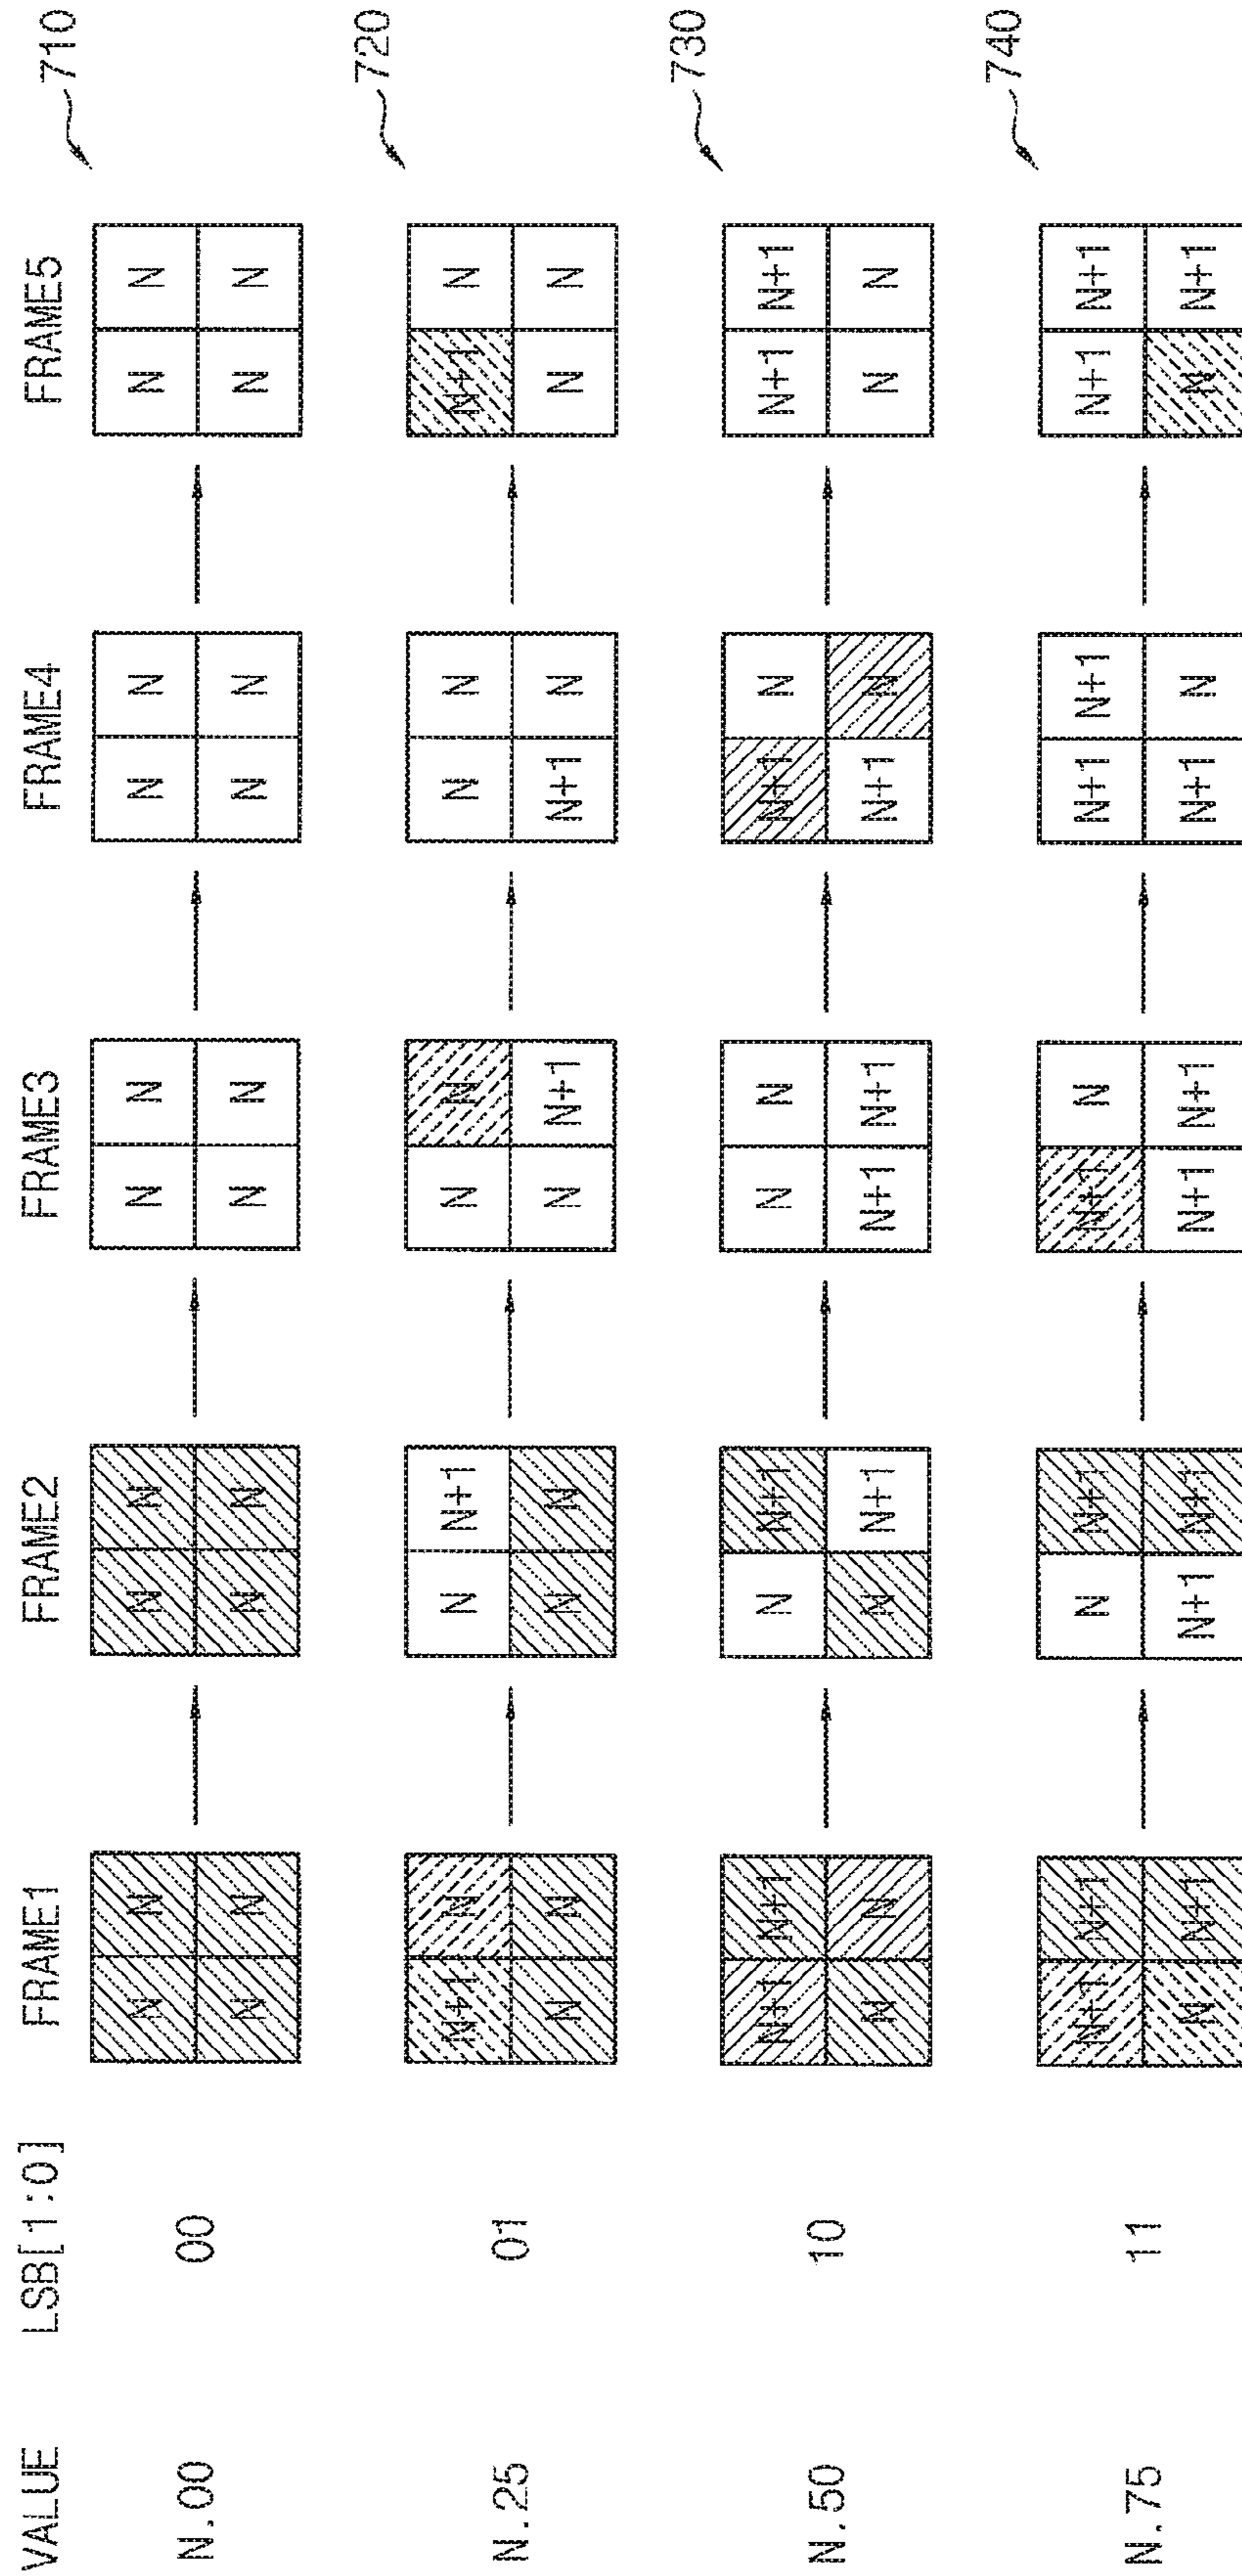 VALUE LSB[1:0] FRAME1 FRAME2 FRAME3 FRAME4 FRAME5
710
N N N N N N N N N N
N.00 00
N N N N N N N N N N
720
N+1 N N N+1 N N N N N+1 N
N.25 01
N N N N N N+1 N+1 N N N
730
N+1 N+1 N N+1 N N N+1 N N+1 N+1
N.50 10
N N N N+1 N+1 N+1 N+1 N N N
740
N+1 N+1 N N+1 N+1 N N+1 N+1 N+1 N+1
N.75 11
N N+1 N+1 N+1 N+1 N+1 N+1 N N N+1